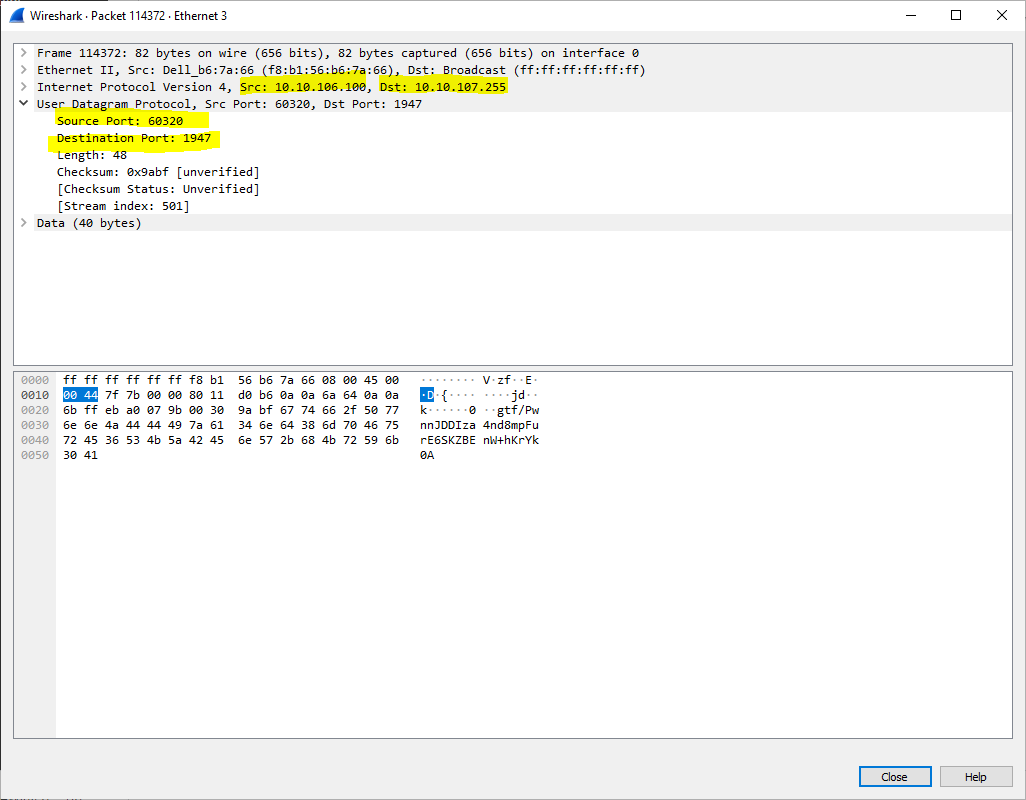 Wireshark · Packet 114372 · Ethernet 3
Frame 114372: 82 bytes on wire (656 bits), 82 bytes captured (656 bits) on interface 0
Ethernet II, Src: Dell_b6:7a:66 (f8:b1:56:b6:7a:66), Dst: Broadcast (ff:ff:ff:ff:ff:ff)
Internet Protocol Version 4, Src: 10.10.106.100, Dst: 10.10.107.255
User Datagram Protocol, Src Port: 60320, Dst Port: 1947
Source Port: 60320
Destination Port: 1947
Length: 48
Checksum: 0x9abf [unverified]
[Checksum Status: Unverified]
[Stream index: 501]
Data (40 bytes)
0000 ff ff ff ff ff ff f8 b1 56 b6 7a 66 08 00 45 00 ········ V·zf··E·
0010 00 44 7f 7b 00 00 80 11 d0 b6 0a 0a 6a 64 0a 0a ·D·{···· ····jd··
0020 6b ff eb a0 07 9b 00 30 9a bf 67 74 66 2f 50 77 k······0 ··gtf/Pw
0030 6e 6e 4a 44 44 49 7a 61 34 6e 64 38 6d 70 46 75 nnJDDIza 4nd8mpFu
0040 72 45 36 53 4b 5a 42 45 6e 57 2b 68 4b 72 59 6b rE6SKZBE nW+hKrYk
0050 30 41 0A
Close Help